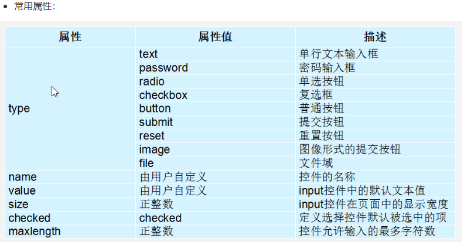 常用属性:
属性 属性值 描述
type text 单行文本输入框
password 密码输入框
radio 单选按钮
checkbox 复选框
button 普通按钮
submit 提交按钮
reset 重置按钮
image 图像形式的提交按钮
file 文件域
name 由用户自定义 控件的名称
value 由用户自定义 input控件中的默认文本值
size 正整数 input控件在页面中的显示宽度
checked checked 定义选择控件默认被选中的项
maxlength 正整数 控件允许输入的最多字符数